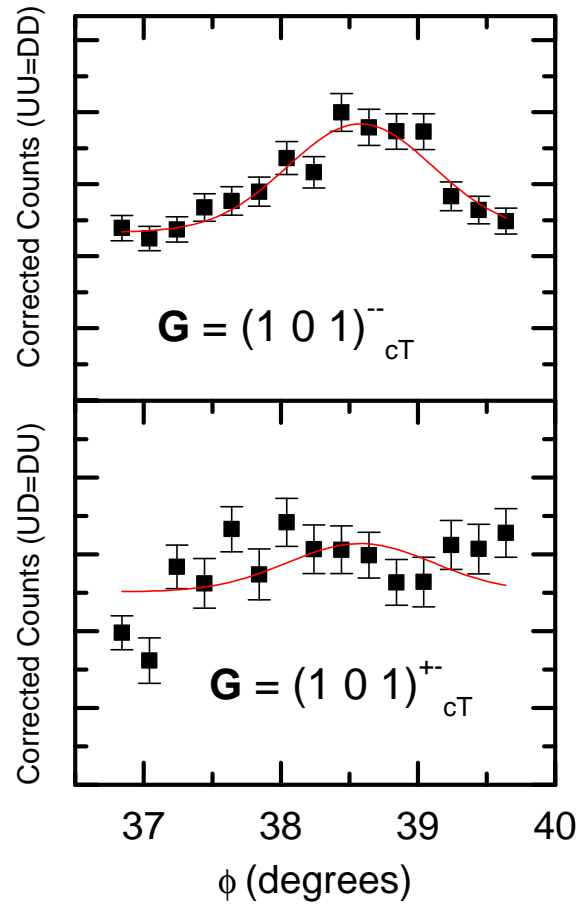 Corrected Counts (UU=DD)
G = (1 0 1)--cT
Corrected Counts (UD=DU)
G = (1 0 1)+-cT
37 38 39 40
ϕ (degrees)